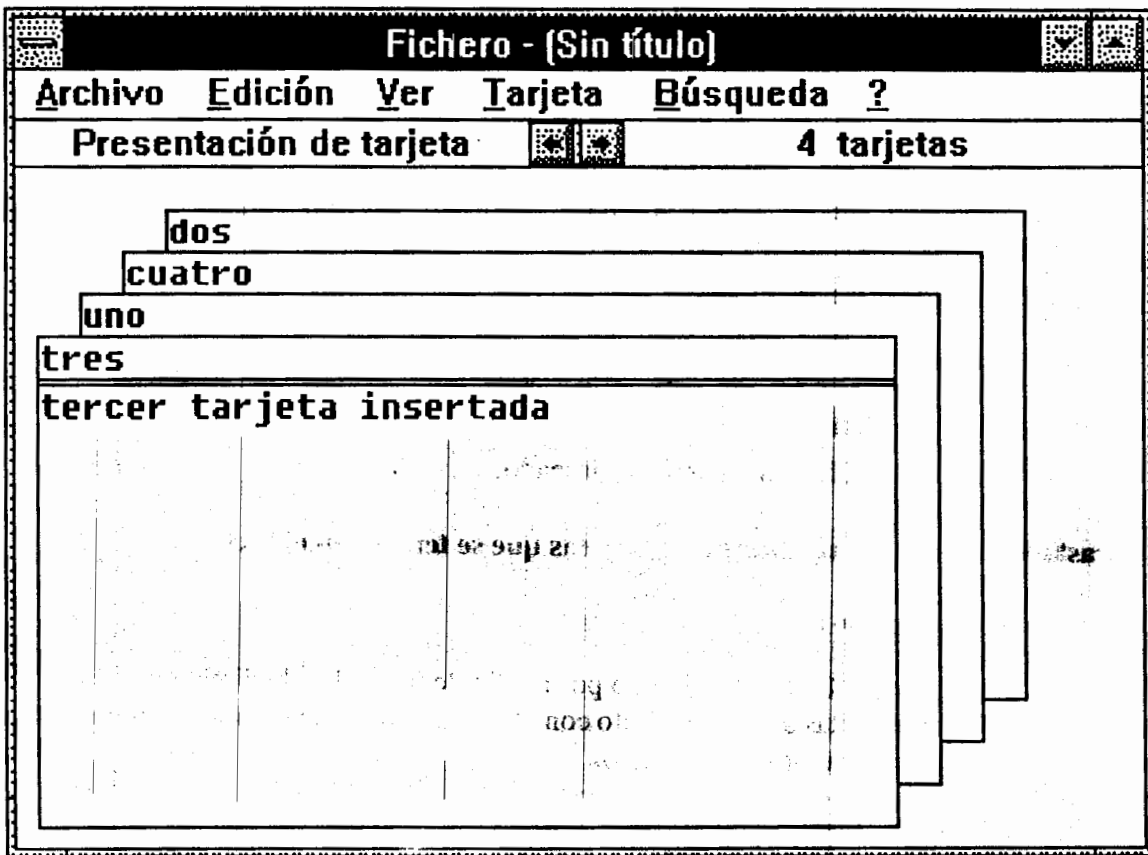 Fichero - (Sin título)
Archivo Edición Ver Tarjeta Búsqueda ?
Presentación de tarjeta 4 tarjetas
dos
cuatro
uno
tres
tercer tarjeta insertada